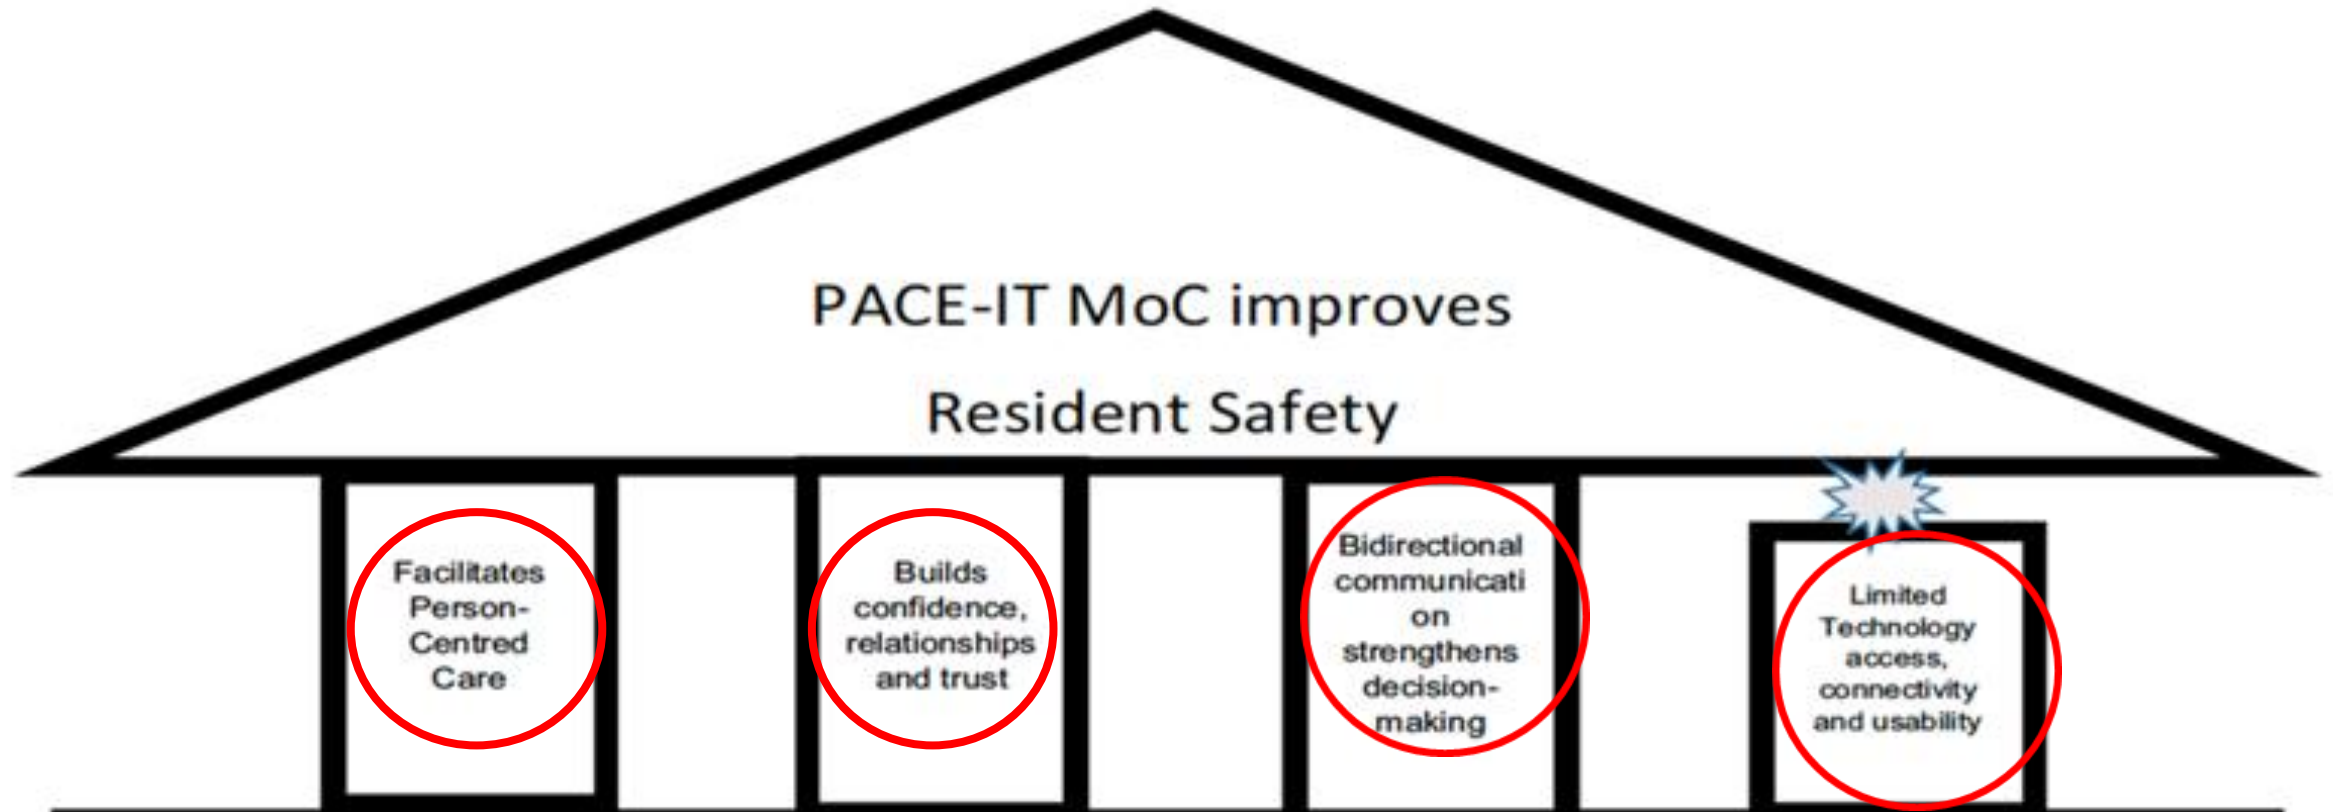 PACE-IT MoC improves
Resident Safety
Facilitates
Person-
Centred
Care
Builds
confidence,
relationships
and trust
Bidirectional
communicati
on
strengthens
decision-
making
Limited
Technology
access,
connectivity
and usability